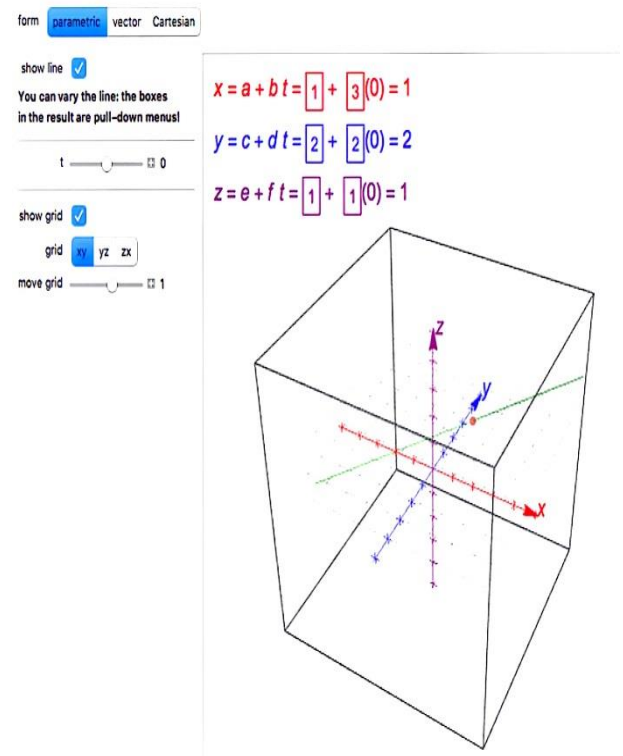 form parametric vector Cartesian
show line
You can vary the line: the boxes
in the result are pull-down menus!
t 0
show grid
grid xy yz zx
move grid 1
x = a + b t = 1 + 3 (0) = 1
y = c + d t = 2 + 2 (0) = 2
z = e + f t = 1 + 1 (0) = 1
z
y
x